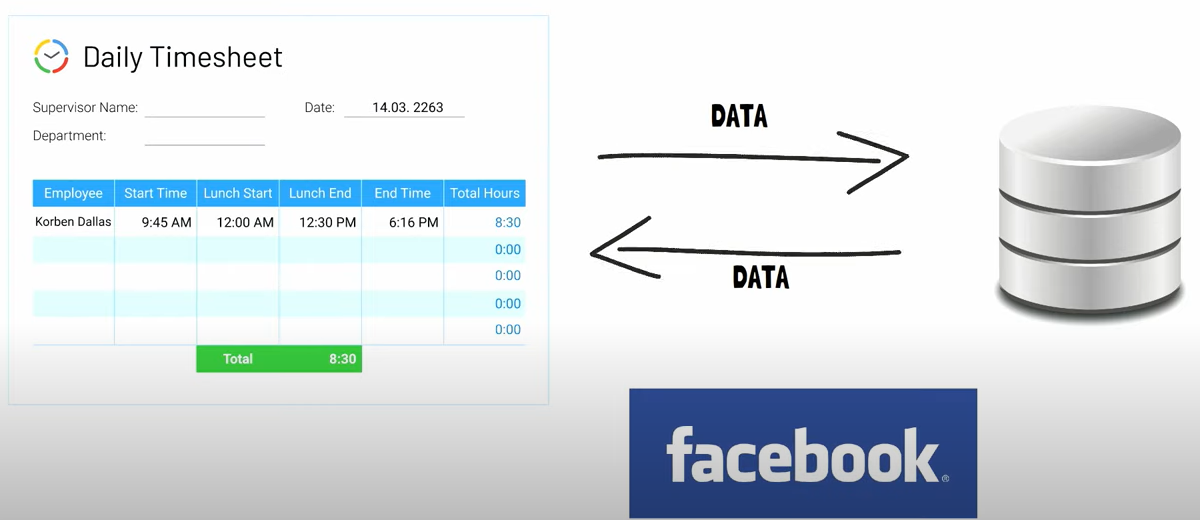 Daily Timesheet
Supervisor Name:
Date: 14.03. 2263
Department:
Employee Start Time Lunch Start Lunch End End Time Total Hours
Korben Dallas 9:45 AM 12:00 AM 12:30 PM 6:16 PM 8:30
0:00
0:00
0:00
0:00
Total 8:30
DATA
DATA
facebook®